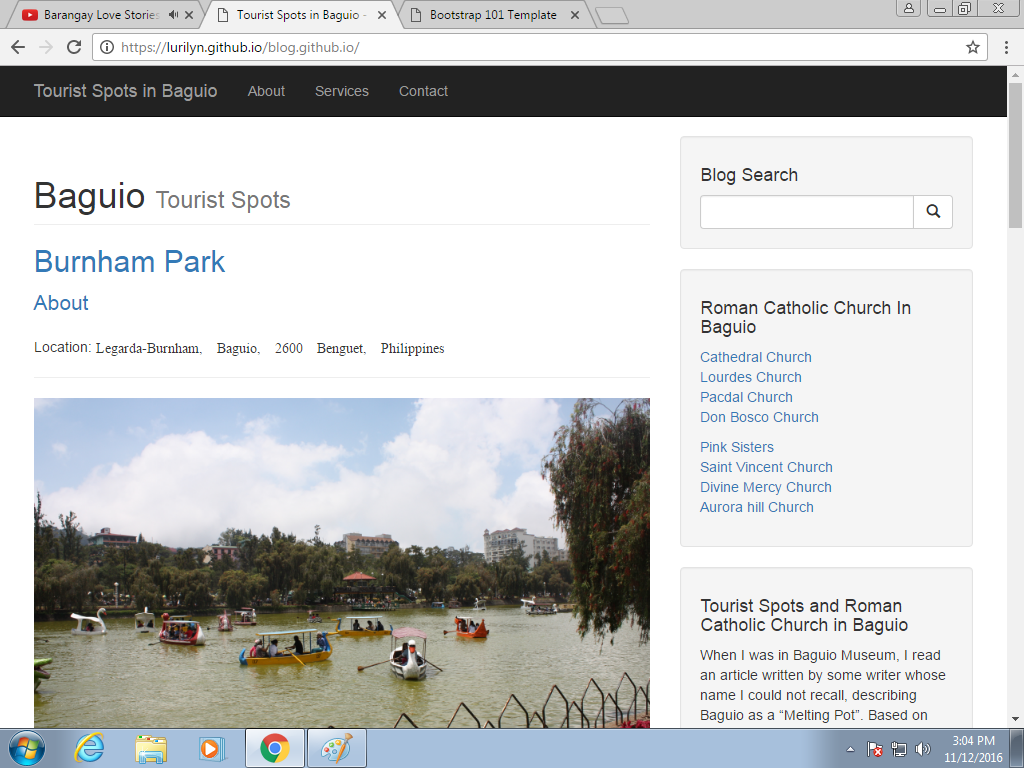 Barangay Love Stories
Tourist Spots in Baguio -
Bootstrap 101 Template
https://lurilyn.github.io/blog.github.io/
Tourist Spots in Baguio About Services Contact
Baguio Tourist Spots
Burnham Park
About
Location: Legarda-Burnham, Baguio, 2600 Benguet, Philippines
Blog Search
Roman Catholic Church In
Baguio
Cathedral Church
Lourdes Church
Pacdal Church
Don Bosco Church
Pink Sisters
Saint Vincent Church
Divine Mercy Church
Aurora hill Church
Tourist Spots and Roman
Catholic Church in Baguio
When I was in Baguio Museum, I read
an article written by some writer whose
name I could not recall, describing
Baguio as a “Melting Pot”. Based on
3:04 PM
11/12/2016